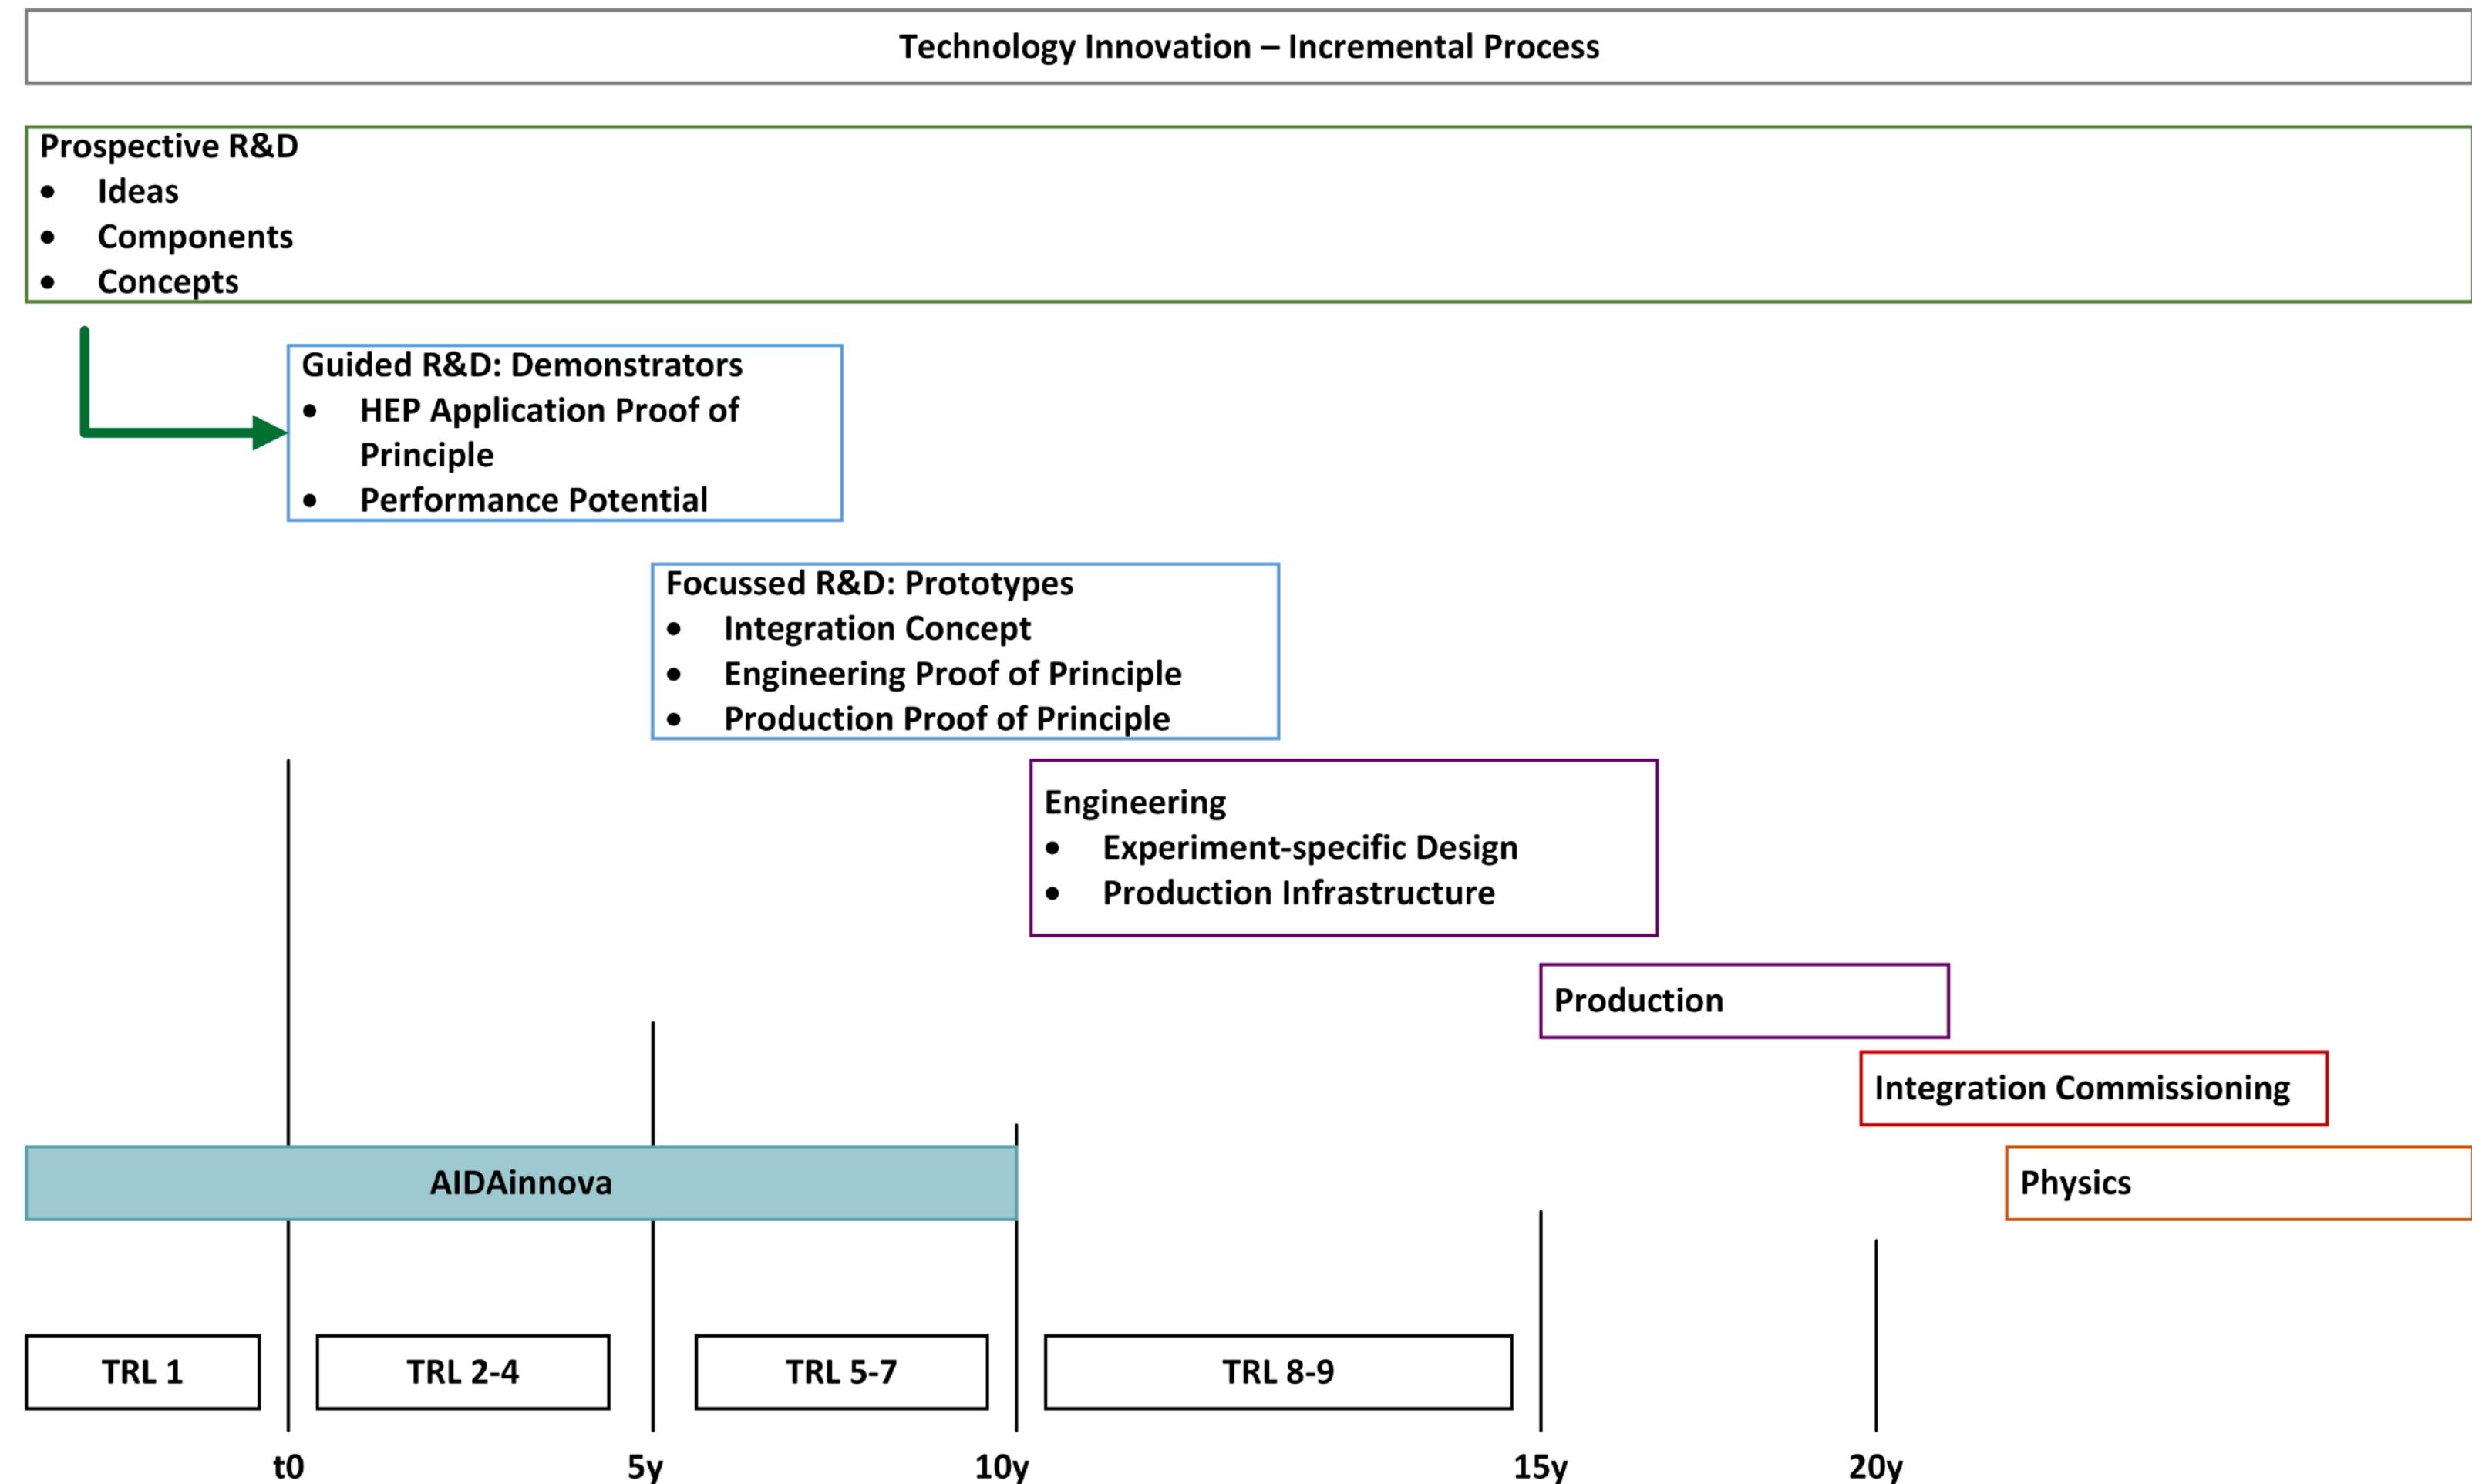 Technology Innovation – Incremental Process
Prospective R&D
• Ideas
• Components
• Concepts
Guided R&D: Demonstrators
• HEP Application Proof of
Principle
• Performance Potential
Focussed R&D: Prototypes
• Integration Concept
• Engineering Proof of Principle
• Production Proof of Principle
Engineering
• Experiment-specific Design
• Production Infrastructure
Production
Integration Commissioning
AIDAinnova
Physics
TRL 1
TRL 2-4
TRL 5-7
TRL 8-9
t0
5y
10y
15y
20y